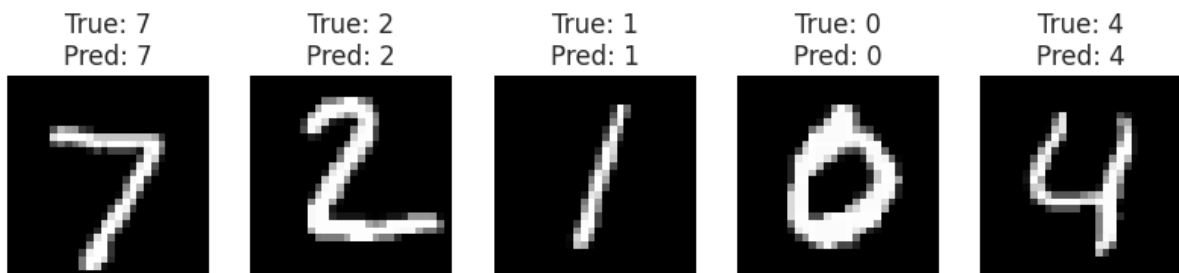 True: 7
Pred: 7
True: 2
Pred: 2
True: 1
Pred: 1
True: 0
Pred: 0
True: 4
Pred: 4
7
2
1
0
4